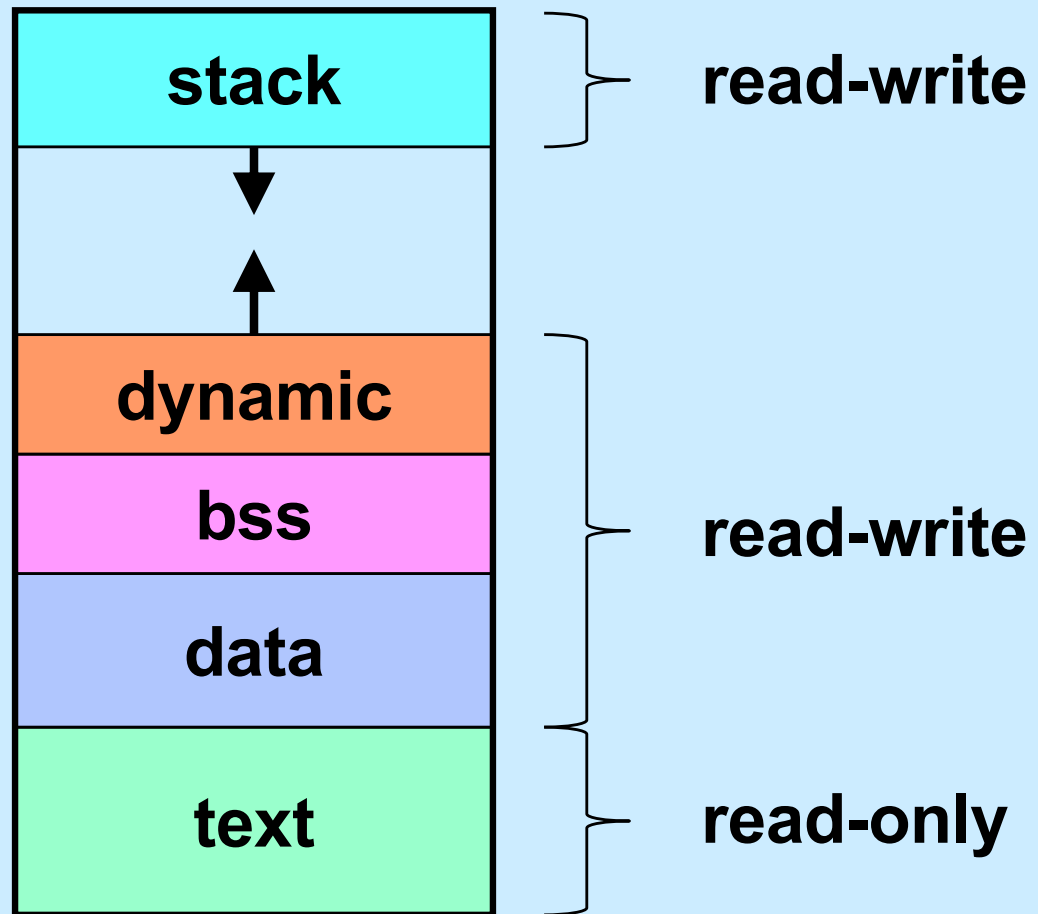 stack
read-write
dynamic
bss
read-write
data
text
read-only